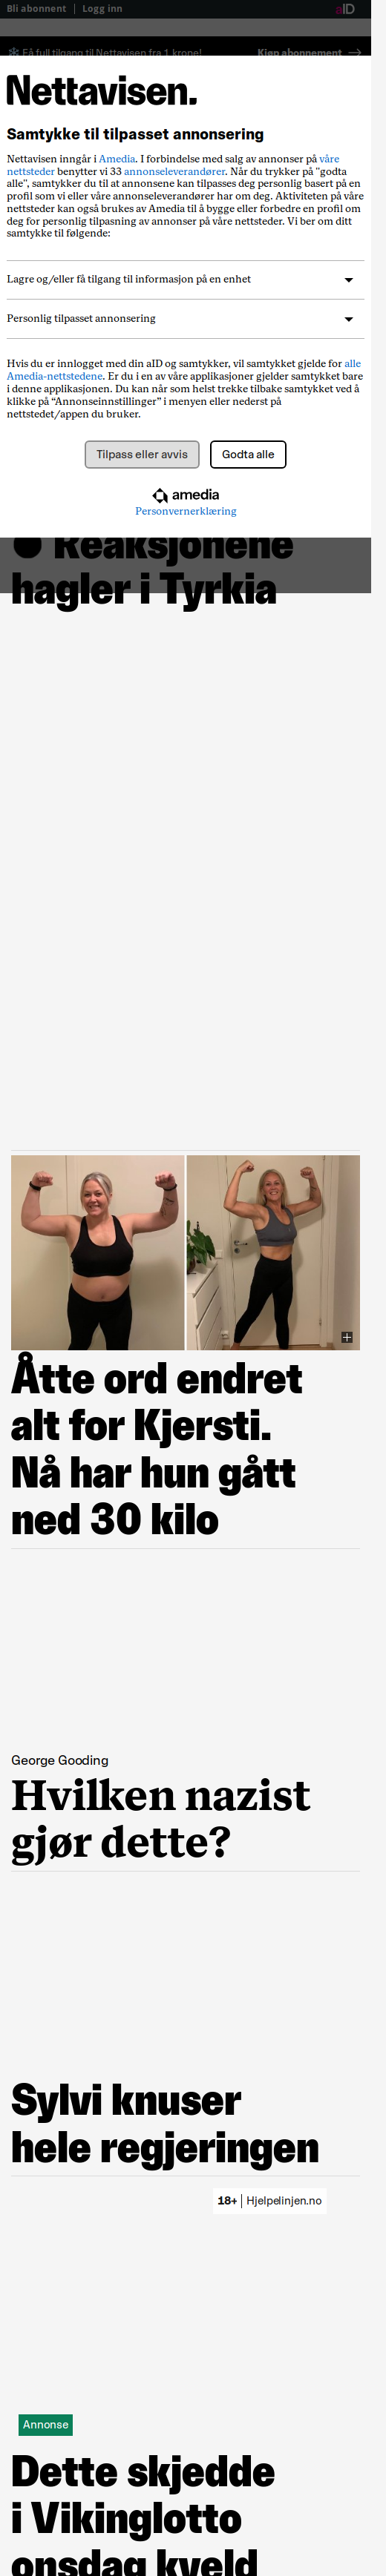 Bli abonnent | Logg inn
aID
Få full tilgang til Nettavisen fra 1 krone!
Kjøp abonnement →
Nettavisen.
Samtykke til tilpasset annonsering
Nettavisen inngår i Amedia. I forbindelse med salg av annonser på våre
nettsteder benytter vi 33 annonseleverandører. Når du trykker på "godta
alle", samtykker du til at annonsene kan tilpasses deg personlig basert på en
profil som vi eller våre annonseleverandører har om deg. Aktiviteten på våre
nettsteder kan også brukes av Amedia til å bygge eller forbedre en profil om
deg for personlig tilpasning av annonser på våre nettsteder. Vi ber om ditt
samtykke til følgende:
Lagre og/eller få tilgang til informasjon på en enhet
Personlig tilpasset annonsering
Hvis du er innlogget med din aID og samtykker, vil samtykket gjelde for alle
Amedia-nettstedene. Er du i en av våre applikasjoner gjelder samtykket bare
i denne applikasjonen. Du kan når som helst trekke tilbake samtykket ved å
klikke på “Annonseinnstillinger” i menyen eller nederst på
nettstedet/appen du bruker.
Tilpass eller avvis
Godta alle
amedia
Personvernerklæring
● Reaksjonene
hagler i Tyrkia
Åtte ord endret
alt for Kjersti.
Nå har hun gått
ned 30 kilo
George Gooding
Hvilken nazist
gjør dette?
Sylvi knuser
hele regjeringen
18+ | Hjelpelinjen.no
Annonse
Dette skjedde
i Vikinglotto
onsdag kveld